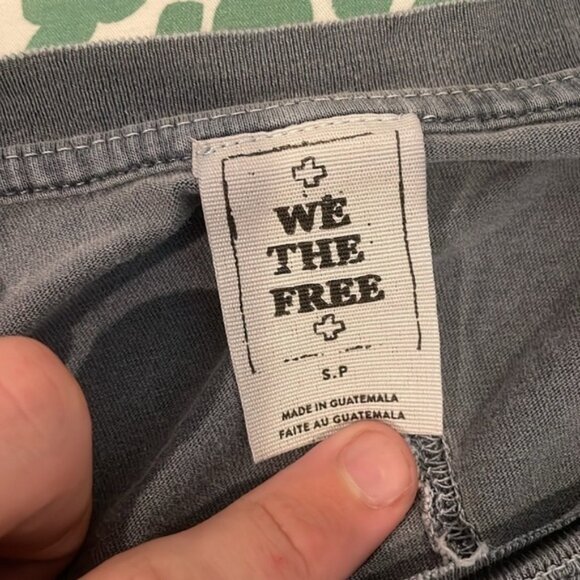 WE
THE
FREE
S.P
MADE IN GUATEMALA
FAITE AU GUATEMALA